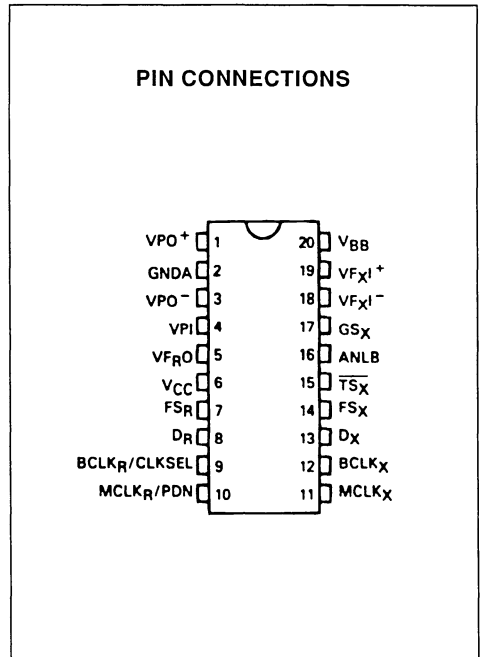 PIN CONNECTIONS
VPO+ 1 20 VBB
GNDA 2 19 VFXI+
VPO− 3 18 VFXI−
VPI 4 17 GSX
VFRO 5 16 ANLB
VCC 6 15 T̅S̅X̅
FSR 7 14 FSX
DR 8 13 DX
BCLKR/CLKSEL 9 12 BCLKX
MCLKR/PDN 10 11 MCLKX